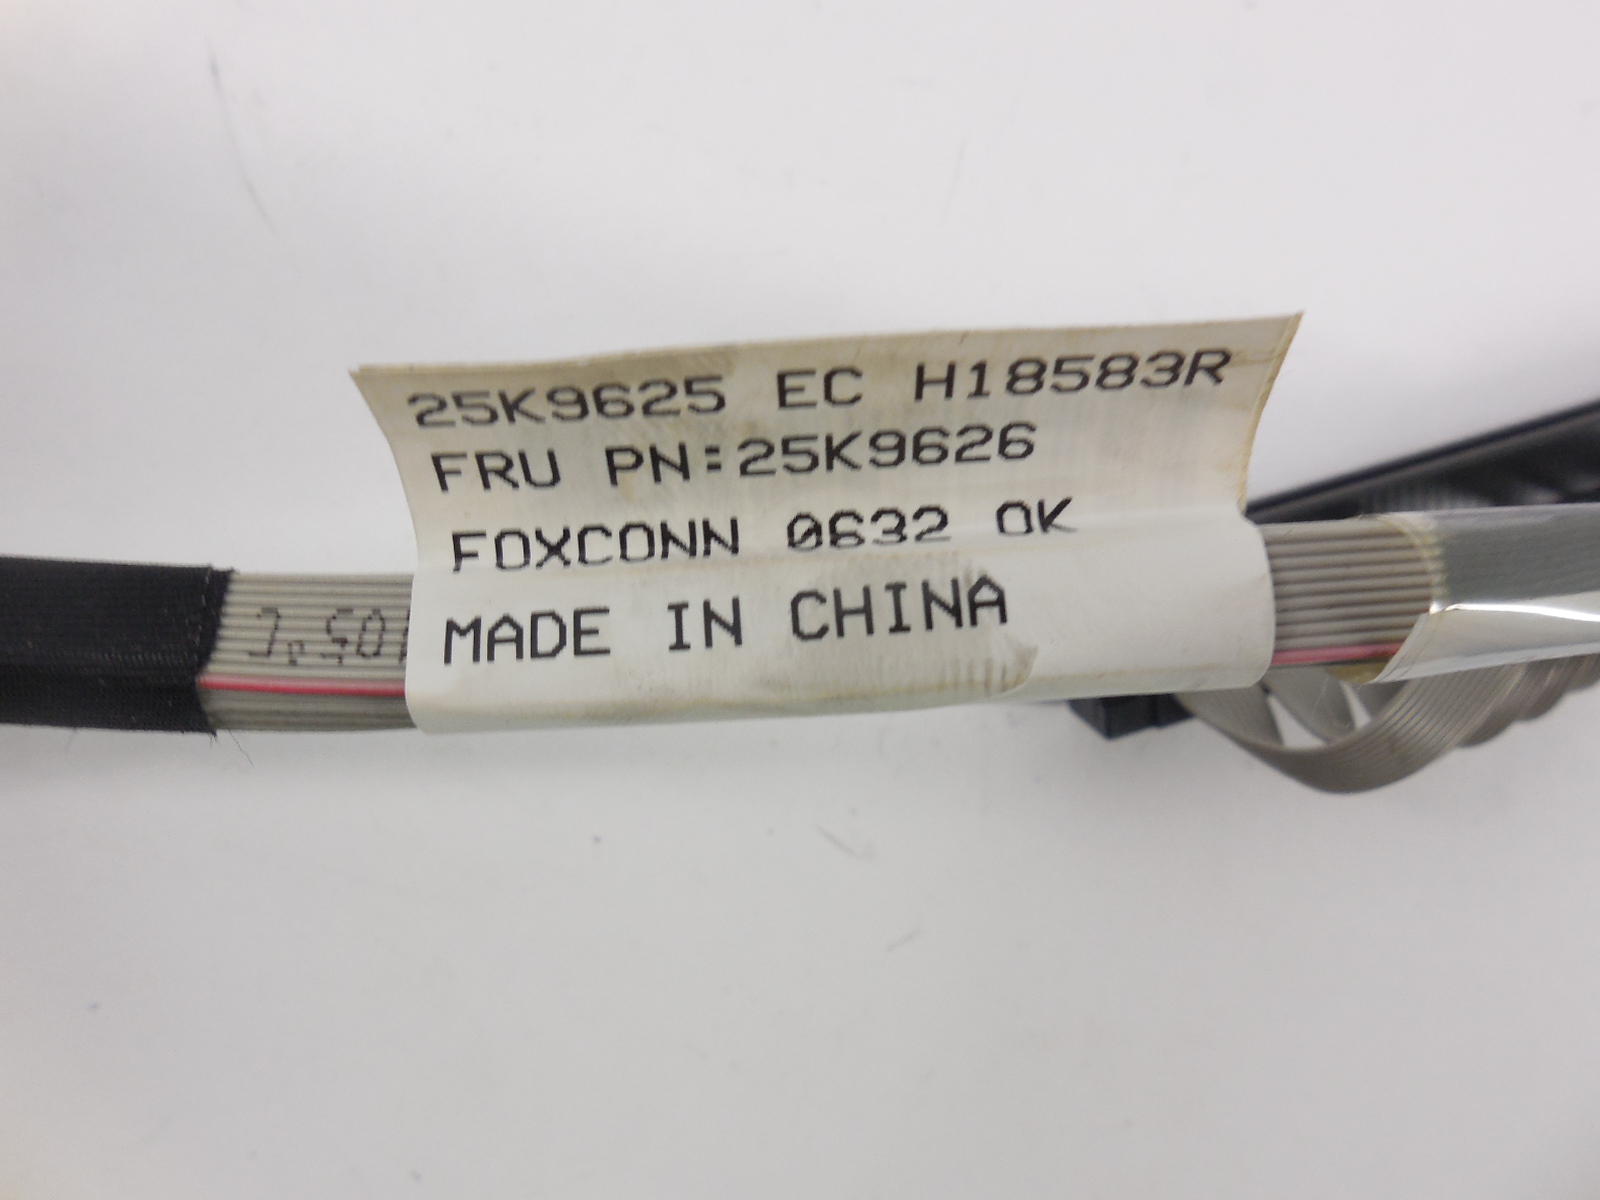 25K9625 EC H18583R
FRU PN:25K9626
FOXCONN 0632 OK
MADE IN CHINA